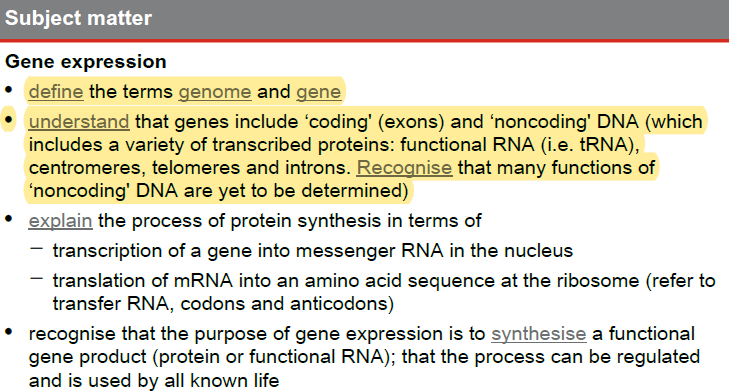 Subject matter
Gene expression
• define the terms genome and gene
• understand that genes include ‘coding' (exons) and ‘noncoding' DNA (which
includes a variety of transcribed proteins: functional RNA (i.e. tRNA),
centromeres, telomeres and introns. Recognise that many functions of
‘noncoding' DNA are yet to be determined)
• explain the process of protein synthesis in terms of
– transcription of a gene into messenger RNA in the nucleus
– translation of mRNA into an amino acid sequence at the ribosome (refer to
transfer RNA, codons and anticodons)
• recognise that the purpose of gene expression is to synthesise a functional
gene product (protein or functional RNA); that the process can be regulated
and is used by all known life